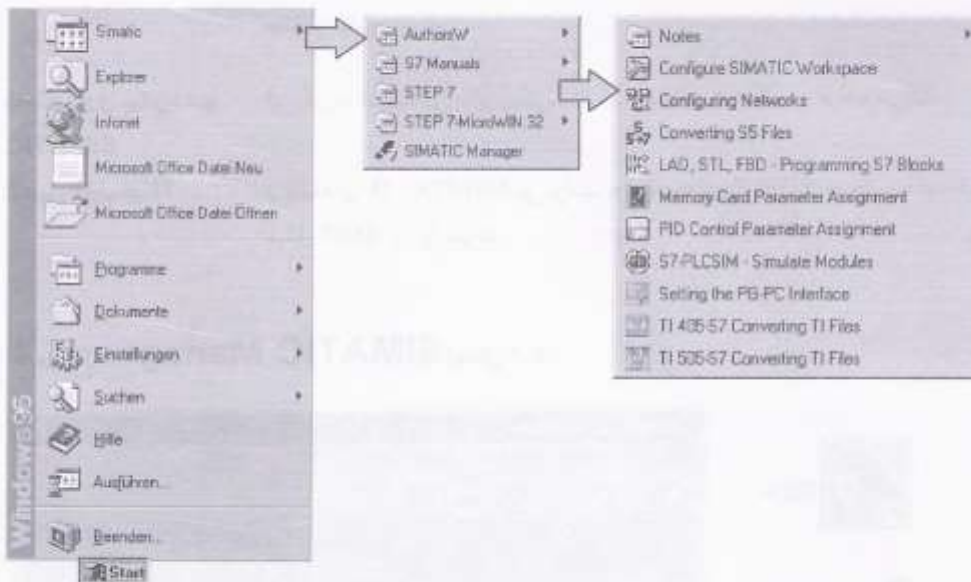 Simatic
Explorer
Internet
Microsoft Office Datei Neu
Microsoft Office Datei Öffnen
Programme
Dokumente
Einstellungen
Suchen
Hilfe
Ausführen...
Beenden...
Windows95
Start
AuthorsW
S7 Manuals
STEP 7
STEP 7-MicroWIN 32
SIMATIC Manager
Notes
Configure SIMATIC Workspace
Configuring Networks
Converting S5 Files
LAD, STL, FBD - Programming S7 Blocks
Memory Card Parameter Assignment
PID Control Parameter Assignment
S7-PLCSIM - Simulate Modules
Setting the PG-PC Interface
TI 405-S7 Converting TI Files
TI 505-S7 Converting TI Files
SIMATIC Man